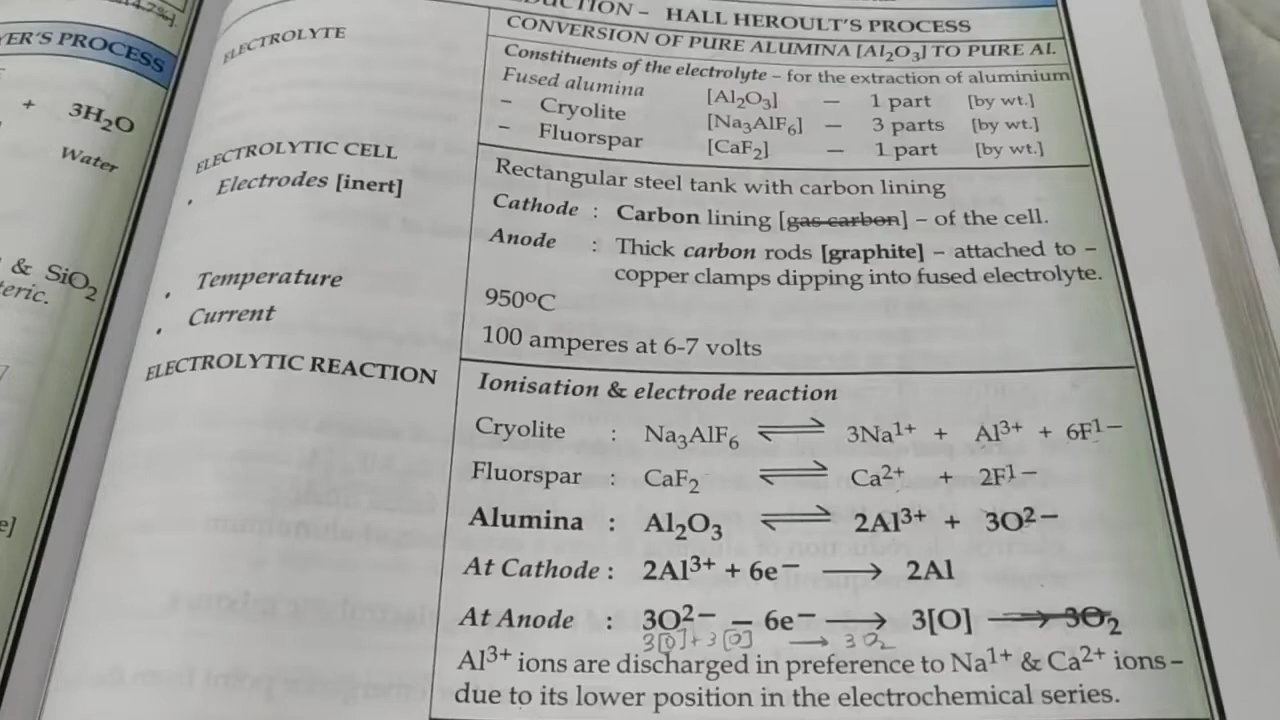 4.7%].
YER'S PROCESS
+ 3H₂O
Water
& SiO₂
teric.
e]
UCTION – HALL HEROULT'S PROCESS
ELECTROLYTE
CONVERSION OF PURE ALUMINA [Al₂O₃] TO PURE Al.
Constituents of the electrolyte – for the extraction of aluminium
Fused alumina [Al₂O₃] – 1 part [by wt.]
– Cryolite [Na₃AlF₆] – 3 parts [by wt.]
– Fluorspar [CaF₂] – 1 part [by wt.]
ELECTROLYTIC CELL
Rectangular steel tank with carbon lining
• Electrodes [inert]
Cathode : Carbon lining [gas carbon] – of the cell.
Anode : Thick carbon rods [graphite] – attached to –
copper clamps dipping into fused electrolyte.
• Temperature
950ºC
• Current
100 amperes at 6-7 volts
ELECTROLYTIC REACTION
Ionisation & electrode reaction
Cryolite : Na₃AlF₆ ⇌ 3Na¹⁺ + Al³⁺ + 6F¹⁻
Fluorspar : CaF₂ ⇌ Ca²⁺ + 2F¹⁻
Alumina : Al₂O₃ ⇌ 2Al³⁺ + 3O²⁻
At Cathode : 2Al³⁺ + 6e⁻ → 2Al
At Anode : 3O²⁻ – 6e⁻ → 3[O] → 3O₂
3[O] + 3[O] → 3O₂
Al³⁺ ions are discharged in preference to Na¹⁺ & Ca²⁺ ions –
due to its lower position in the electrochemical series.